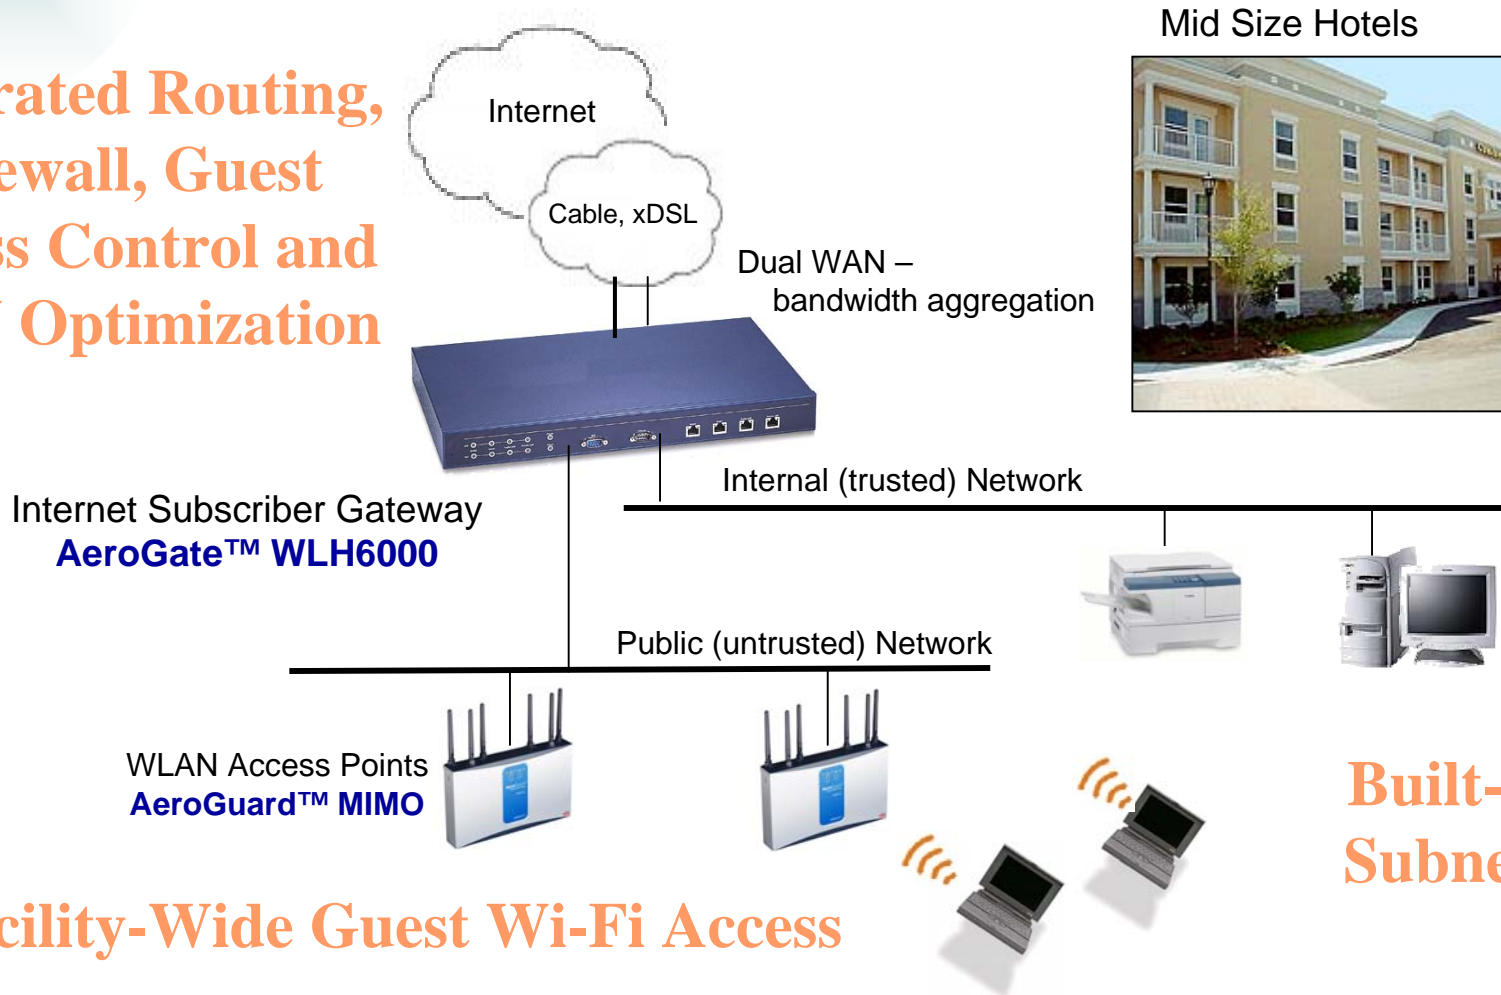 Mid Size Hotels
rated Routing,
ewall, Guest
ss Control and
Optimization
Internet
Cable, xDSL
Dual WAN –
bandwidth aggregation
Internal (trusted) Network
Internet Subscriber Gateway
AeroGate™ WLH6000
Public (untrusted) Network
WLAN Access Points
AeroGuard™ MIMO
Built-
Subne
cility-Wide Guest Wi-Fi Access